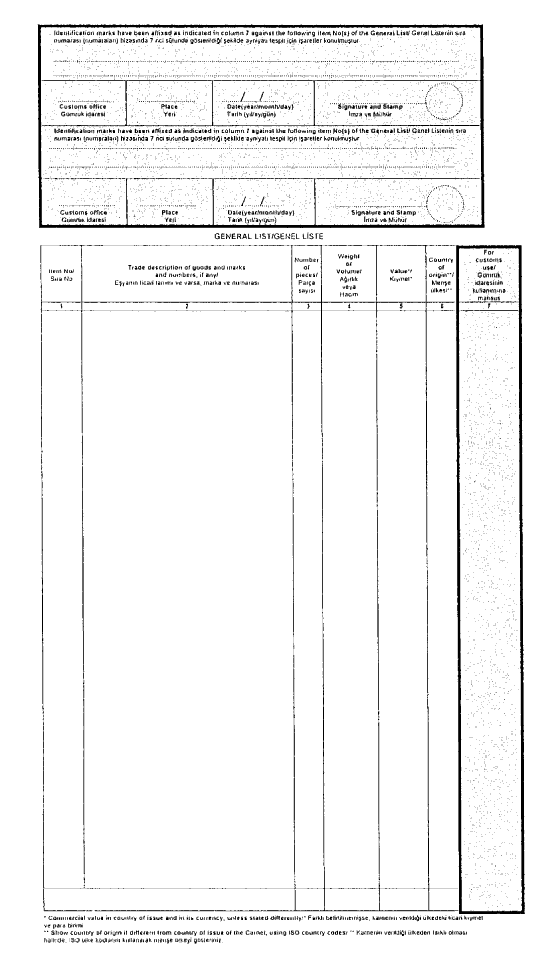 Identification marks have been affixed as indicated in column 7 against the following item No(s) of the General List/ Genel Listenin sıra
numarası (numaraları) hizasında 7 nci sütunda gösterildiği şekilde ayniyatı tespit için işaretler konulmuştur
/ /
Customs office Place Date(year/month/day) Signature and Stamp
Gümrük idaresi Yeri Tarih (yıl/ay/gün) İmza ve Mühür
Identification marks have been affixed as indicated in column 7 against the following item No(s) of the General List/ Genel Listenin sıra
numarası (numaraları) hizasında 7 nci sütunda gösterildiği şekilde ayniyatı tespit için işaretler konulmuştur
/ /
Customs office Place Date(year/month/day) Signature and Stamp
Gümrük idaresi Yeri Tarih (yıl/ay/gün) İmza ve Mühür
GENERAL LIST/GENEL LİSTE
Item No/
Sıra No
Trade description of goods and marks
and numbers, if any/
Eşyanın ticari tanımı ve varsa, marka ve numarası
Number
of
pieces/
Parça
sayısı
Weight
or
Volume/
Ağırlık
veya
Hacim
Value*/
Kıymet*
Country
of
origin**/
Menşe
ülkesi**
For
customs
use/
Gümrük
idaresinin
kullanımına
mahsus
1 2 3 4 5 6 7
* Commercial value in country of issue and in its currency, unless stated differently/* Farklı belirtilmemişse, karnenin verildiği ülkedeki ticari kıymet
ve para birimi
** Show country of origin if different from country of issue of the Carnet, using ISO country codes/ ** Karnenin verildiği ülkeden farklı olması
halinde, ISO ülke kodlarını kullanarak menşe ülkeyi gösteriniz.